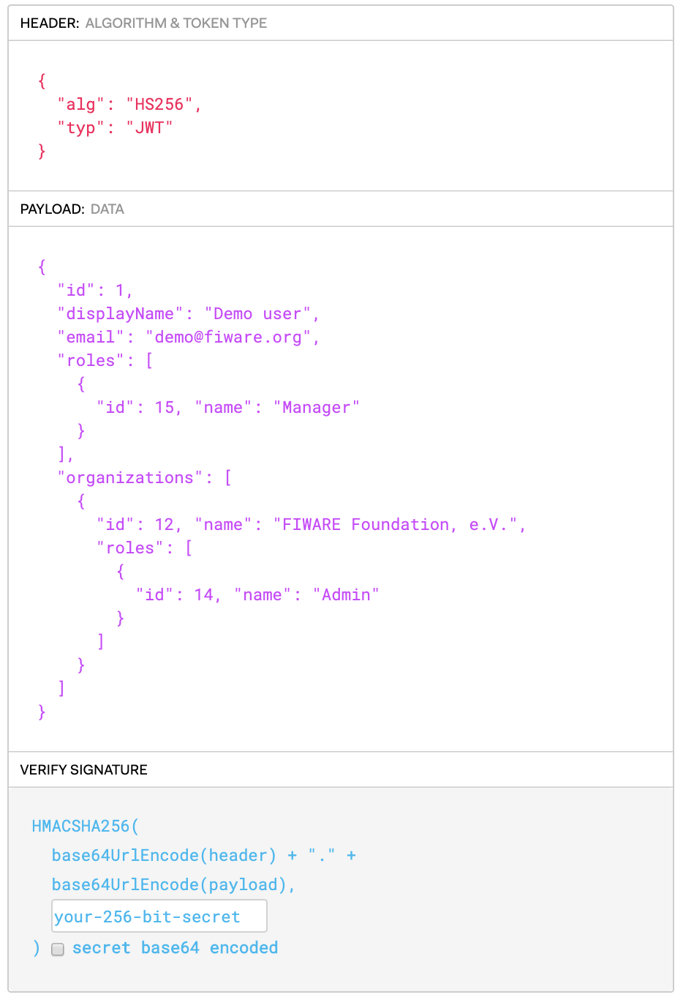 HEADER: ALGORITHM & TOKEN TYPE
{
  "alg": "HS256",
  "typ": "JWT"
}
PAYLOAD: DATA
{
  "id": 1,
  "displayName": "Demo user",
  "email": "demo@fiware.org",
  "roles": [
    {
      "id": 15, "name": "Manager"
    }
  ],
  "organizations": [
    {
      "id": 12, "name": "FIWARE Foundation, e.V.",
      "roles": [
        {
          "id": 14, "name": "Admin"
        }
      ]
    }
  ]
}
VERIFY SIGNATURE
HMACSHA256(
  base64UrlEncode(header) + "." +
  base64UrlEncode(payload),
  your-256-bit-secret
) secret base64 encoded